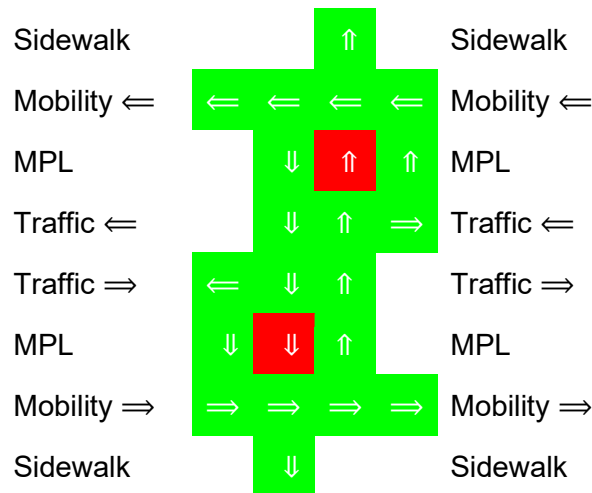 Sidewalk ⇑ Sidewalk
Mobility ⇐ ⇐ ⇐ ⇐ ⇐ Mobility ⇐
MPL ⇓ ⇑ ⇑ MPL
Traffic ⇐ ⇓ ⇑ ⇒ Traffic ⇐
Traffic ⇒ ⇐ ⇓ ⇑ Traffic ⇒
MPL ⇓ ⇓ ⇑ MPL
Mobility ⇒ ⇒ ⇒ ⇒ ⇒ Mobility ⇒
Sidewalk ⇓ Sidewalk